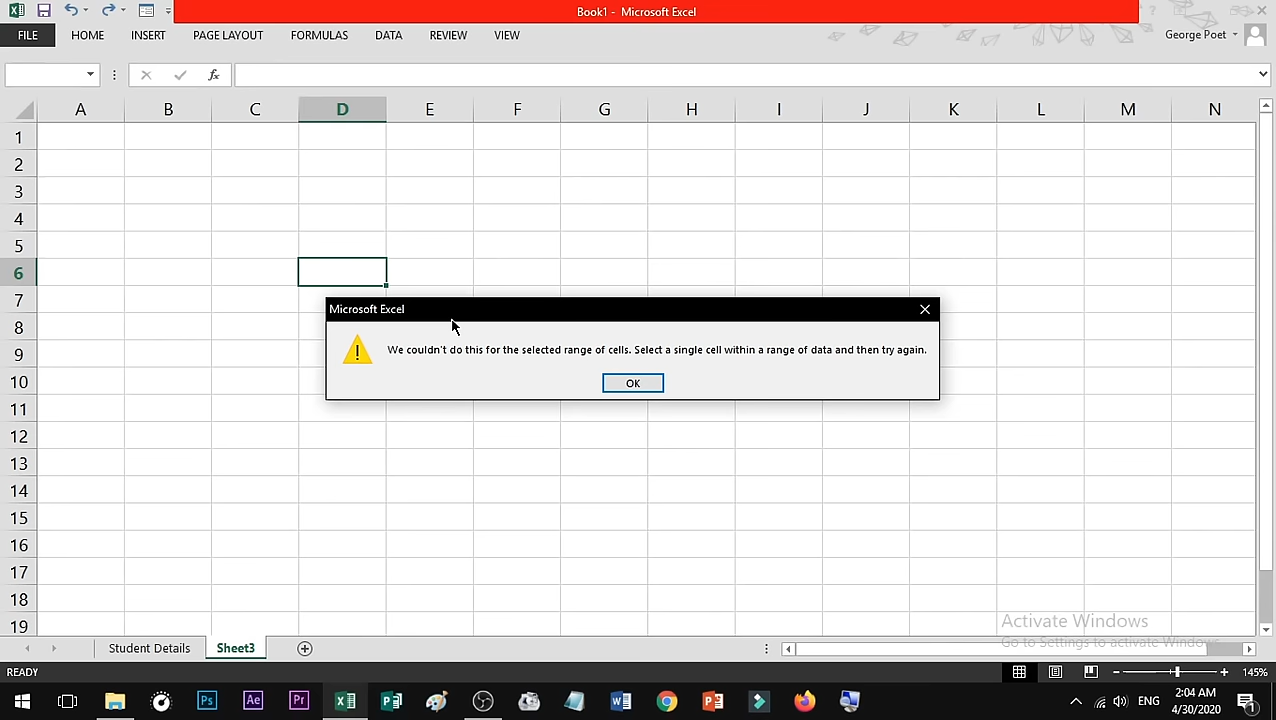 Book1 - Microsoft Excel
FILE HOME INSERT PAGE LAYOUT FORMULAS DATA REVIEW VIEW George Poet
fx
A B C D E F G H I J K L M N
1
2
3
4
5
6
7
8
9
10
11
12
13
14
15
16
17
18
19
Microsoft Excel
We couldn't do this for the selected range of cells. Select a single cell within a range of data and then try again.
OK
Activate Windows
Go to Settings to activate Windows.
Student Details Sheet3
READY 145%
Ps Ae Pr ENG 2:04 AM
4/30/2020
1